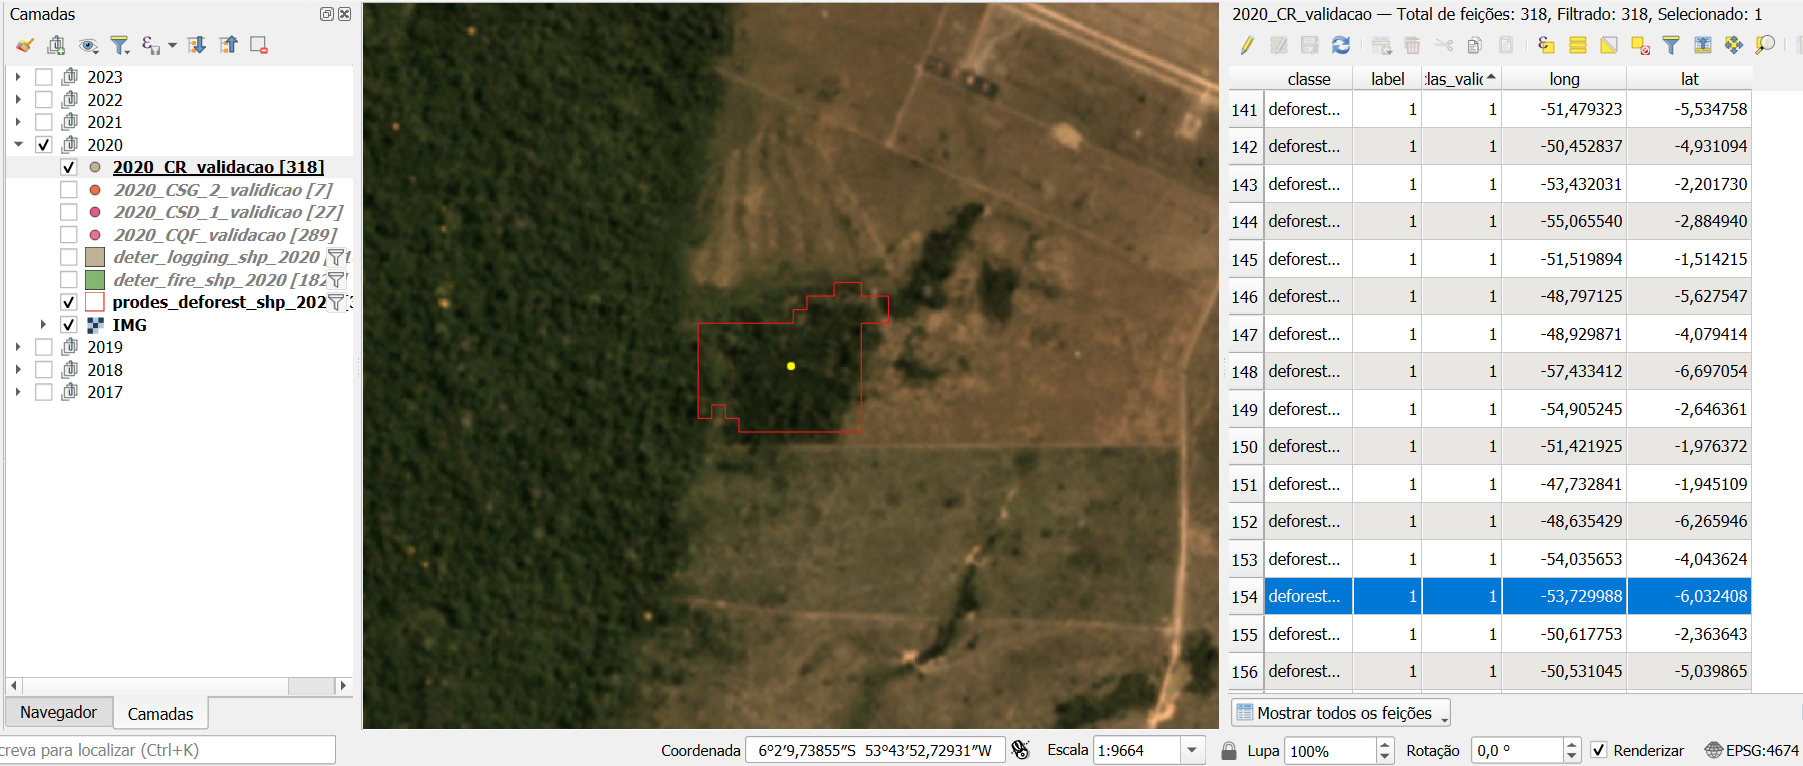 Camadas
2023
2022
2021
2020
2020_CR_validacao [318]
2020_CSG_2_validicao [7]
2020_CSD_1_validicao [27]
2020_CQF_validacao [289]
deter_logging_shp_2020
deter_fire_shp_2020 [182
prodes_deforest_shp_202
IMG
2019
2018
2017
Navegador
Camadas
creva para localizar (Ctrl+K)
2020_CR_validacao — Total de feições: 318, Filtrado: 318, Selecionado: 1
classe label clas_valic long lat
141 deforest... 1 1 -51,479323 -5,534758
142 deforest... 1 1 -50,452837 -4,931094
143 deforest... 1 1 -53,432031 -2,201730
144 deforest... 1 1 -55,065540 -2,884940
145 deforest... 1 1 -51,519894 -1,514215
146 deforest... 1 1 -48,797125 -5,627547
147 deforest... 1 1 -48,929871 -4,079414
148 deforest... 1 1 -57,433412 -6,697054
149 deforest... 1 1 -54,905245 -2,646361
150 deforest... 1 1 -51,421925 -1,976372
151 deforest... 1 1 -47,732841 -1,945109
152 deforest... 1 1 -48,635429 -6,265946
153 deforest... 1 1 -54,035653 -4,043624
154 deforest... 1 1 -53,729988 -6,032408
155 deforest... 1 1 -50,617753 -2,363643
156 deforest... 1 1 -50,531045 -5,039865
Mostrar todos os feições
Coordenada 6°2′9,73855″S 53°43′52,72931″W Escala 1:9664 Lupa 100% Rotação 0,0 ° Renderizar EPSG:4674